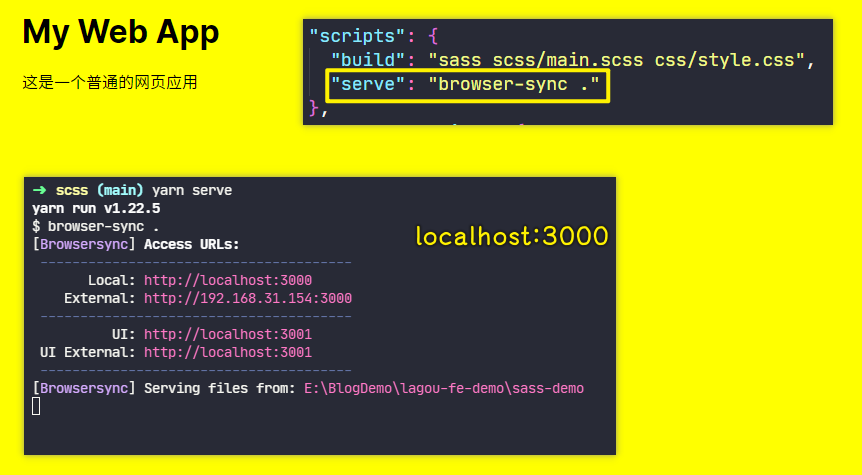 My Web App
这是一个普通的网页应用
"scripts": {
"build": "sass scss/main.scss css/style.css",
"serve": "browser-sync ."
},
➜ scss (main) yarn serve
yarn run v1.22.5
$ browser-sync .
[Browsersync] Access URLs:
--------------------------------------
Local: http://localhost:3000
External: http://192.168.31.154:3000
--------------------------------------
UI: http://localhost:3001
UI External: http://localhost:3001
--------------------------------------
[Browsersync] Serving files from: E:\BlogDemo\lagou-fe-demo\sass-demo
localhost:3000